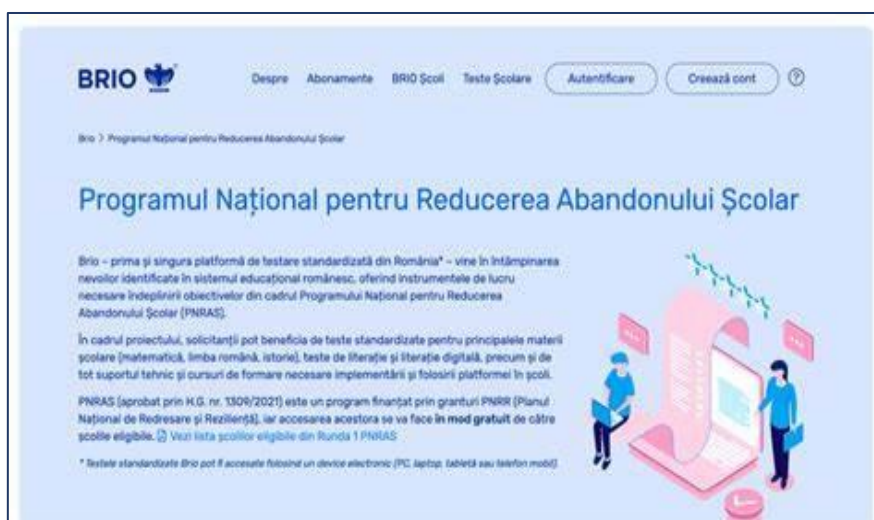 BRIO
Despre Abonamente BRIO Școli Teste Școlare Autentificare Creează cont ?
Brio > Programul Național pentru Reducerea Abandonului Școlar
Programul Național pentru Reducerea Abandonului Școlar
Brio – prima și singura platformă de testare standardizată din România* – vine în întâmpinarea
nevoilor identificate în sistemul educațional românesc, oferind instrumentele de lucru
necesare îndeplinirii obiectivelor din cadrul Programului Național pentru Reducerea
Abandonului Școlar (PNRAS).
În cadrul proiectului, solicitanții pot beneficia de teste standardizate pentru principalele materii
școlare (matematică, limba română, istorie), teste de literație și literație digitală, precum și de
tot suportul tehnic și cursuri de formare necesare implementării și folosirii platformei în școli.
PNRAS (aprobat prin H.G. nr. 1309/2021) este un program finanțat prin granturi PNRR (Planul
Național de Redresare și Reziliență), iar accesarea acestora se va face în mod gratuit de către
școlile eligibile. Vezi lista școlilor eligibile din Runda 1 PNRAS
* Testele standardizate Brio pot fi accesate folosind un device electronic (PC, laptop, tabletă sau telefon mobil)